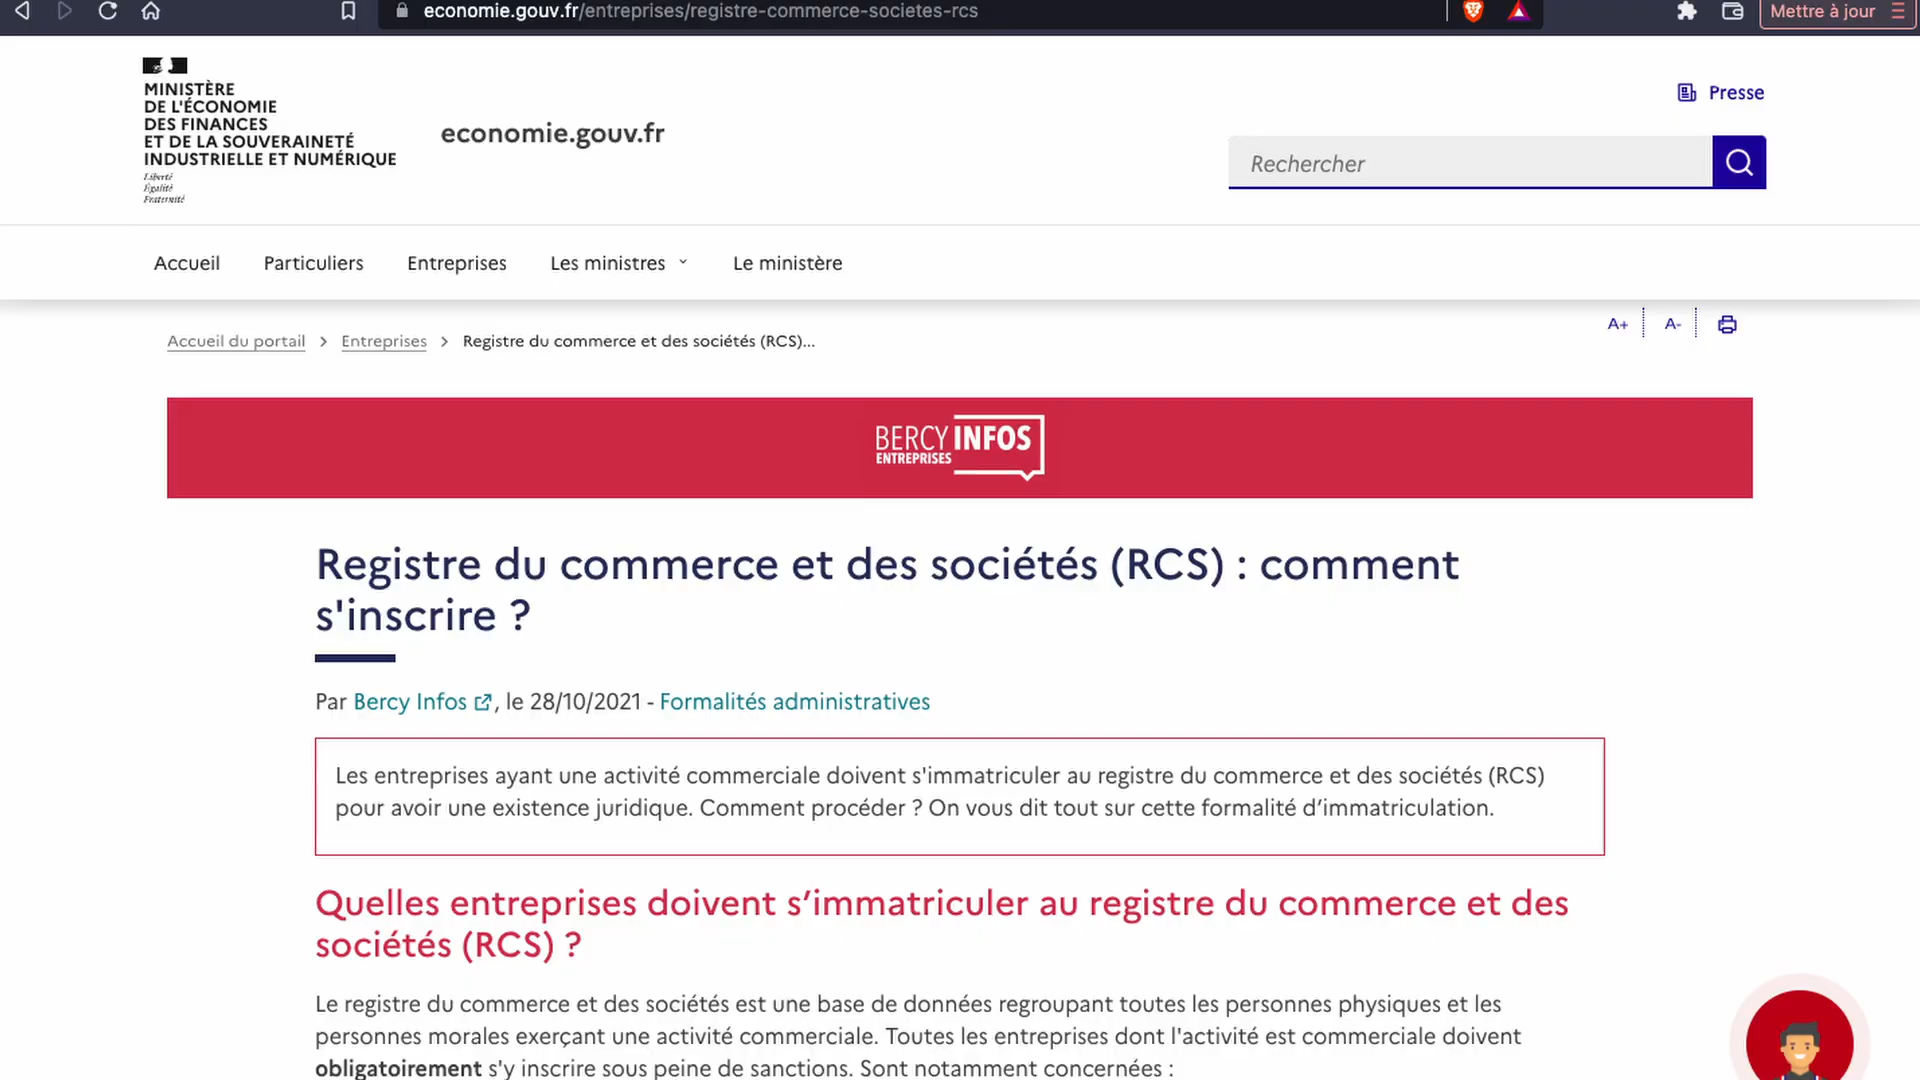 economie.gouv.fr/entreprises/registre-commerce-societes-rcs
Mettre à jour
MINISTÈRE
DE L'ÉCONOMIE
DES FINANCES
ET DE LA SOUVERAINETÉ
INDUSTRIELLE ET NUMÉRIQUE
Liberté
Égalité
Fraternité
economie.gouv.fr
Presse
Rechercher
Accueil Particuliers Entreprises Les ministres Le ministère
A+ A-
Accueil du portail > Entreprises > Registre du commerce et des sociétés (RCS)...
BERCY INFOS
ENTREPRISES
Registre du commerce et des sociétés (RCS) : comment
s'inscrire ?
Par Bercy Infos , le 28/10/2021 - Formalités administratives
Les entreprises ayant une activité commerciale doivent s'immatriculer au registre du commerce et des sociétés (RCS)
pour avoir une existence juridique. Comment procéder ? On vous dit tout sur cette formalité d’immatriculation.
Quelles entreprises doivent s’immatriculer au registre du commerce et des
sociétés (RCS) ?
Le registre du commerce et des sociétés est une base de données regroupant toutes les personnes physiques et les
personnes morales exerçant une activité commerciale. Toutes les entreprises dont l'activité est commerciale doivent
obligatoirement s'y inscrire sous peine de sanctions. Sont notamment concernées :